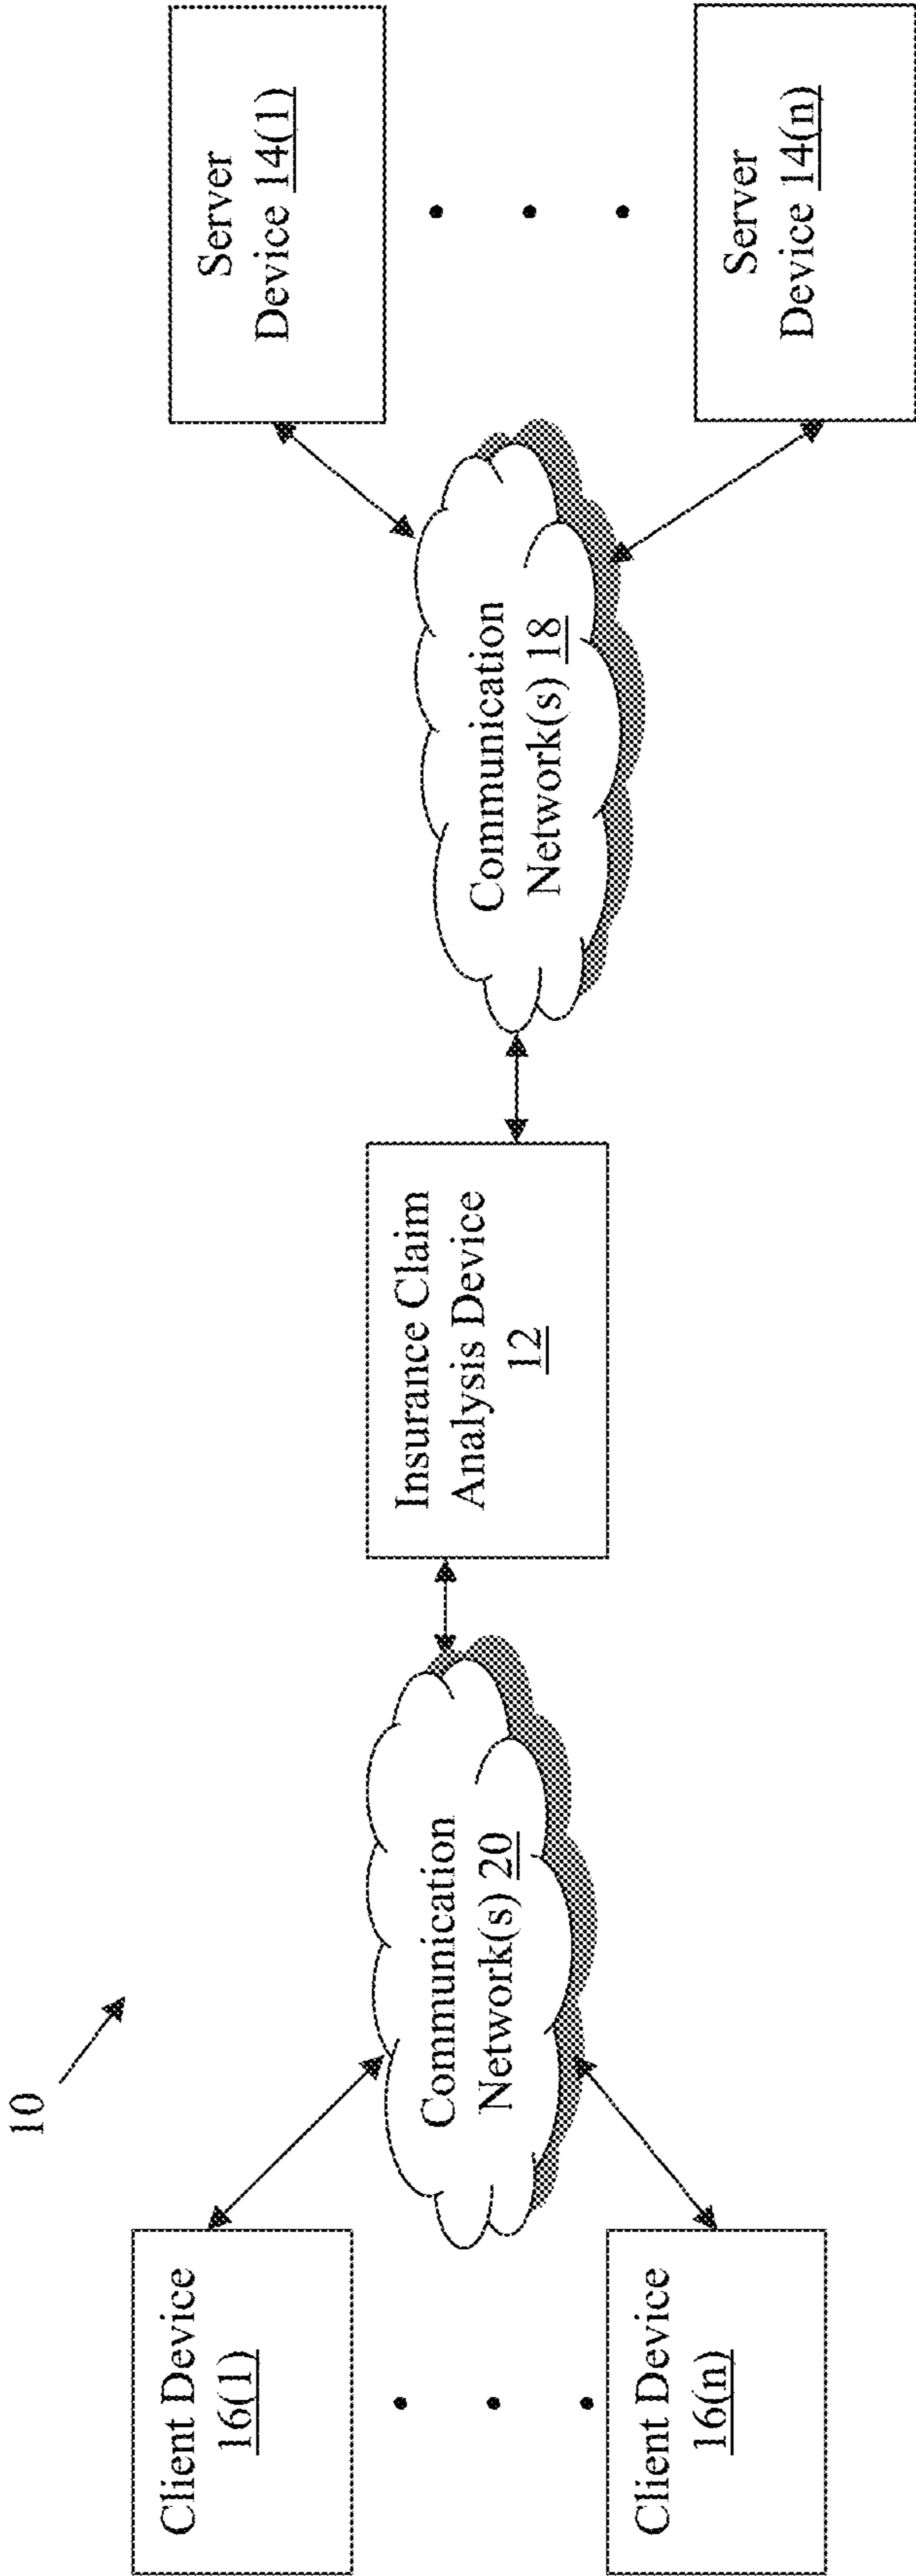 10
Client Device
16(1)
Client Device
16(n)
Communication
Network(s) 20
Insurance Claim
Analysis Device
12
Communication
Network(s) 18
Server
Device 14(1)
Server
Device 14(n)